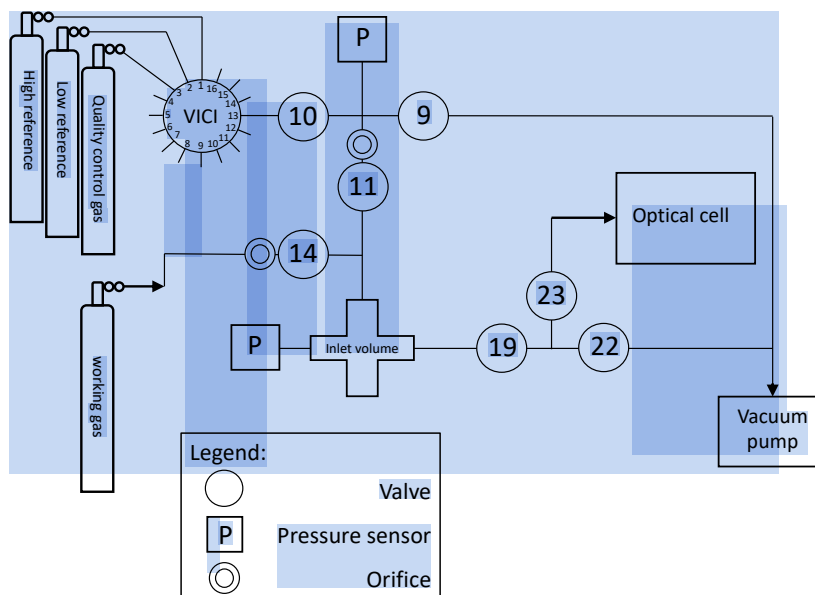 High reference
Low reference
Quality control gas
working gas
1
2
3
4
5
6
7
8
9
10
11
12
13
14
15
16
VICI
P
10
9
11
14
Optical cell
23
P
Inlet volume
19
22
Vacuum
pump
Legend:
Valve
P
Pressure sensor
Orifice